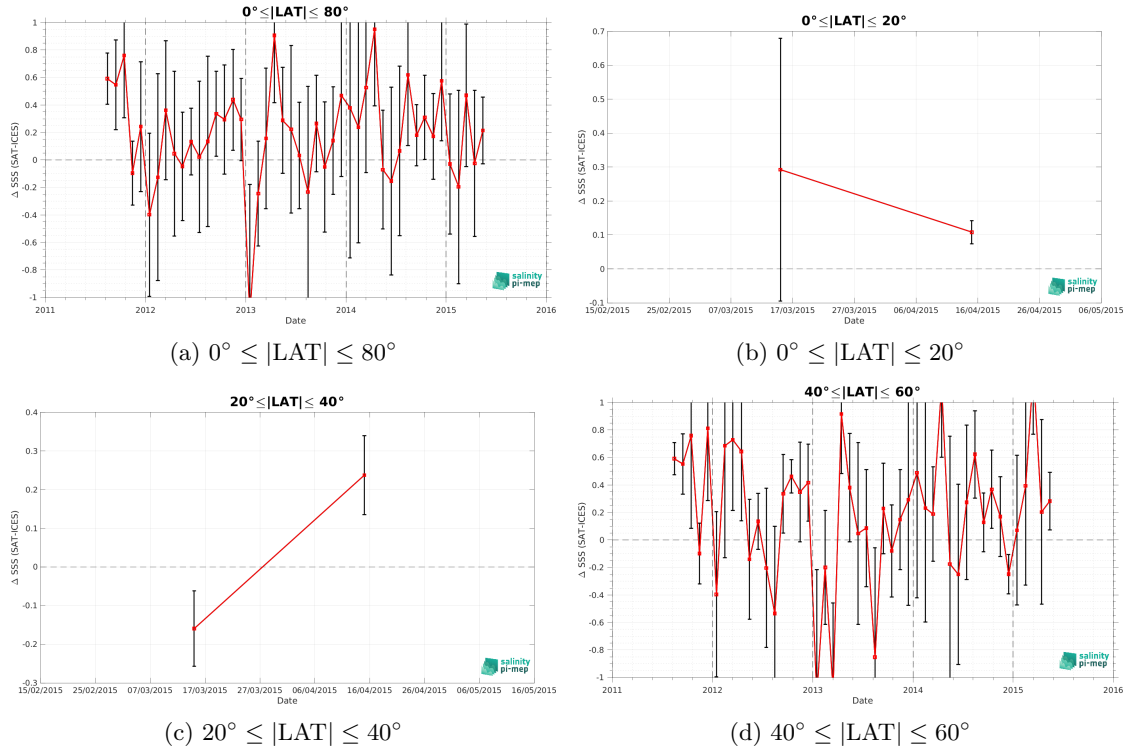 0°≤|LAT|≤ 80°
Δ SSS (SAT-ICES)
1
0.8
0.6
0.4
0.2
0
-0.2
-0.4
-0.6
-0.8
-1
2011 2012 2013 2014 2015 2016
Date
salinity
pi-mep
(a) 0° ≤ |LAT| ≤ 80°
0°≤|LAT|≤ 20°
Δ SSS (SAT-ICES)
0.7
0.6
0.5
0.4
0.3
0.2
0.1
0
-0.1
15/02/2015 25/02/2015 07/03/2015 17/03/2015 27/03/2015 06/04/2015 16/04/2015 26/04/2015 06/05/2015
Date
salinity
pi-mep
(b) 0° ≤ |LAT| ≤ 20°
20°≤|LAT|≤ 40°
Δ SSS (SAT-ICES)
0.4
0.3
0.2
0.1
0
-0.1
-0.2
-0.3
15/02/2015 25/02/2015 07/03/2015 17/03/2015 27/03/2015 06/04/2015 16/04/2015 26/04/2015 06/05/2015 16/05/2015
Date
salinity
pi-mep
(c) 20° ≤ |LAT| ≤ 40°
40°≤|LAT|≤ 60°
Δ SSS (SAT-ICES)
1
0.8
0.6
0.4
0.2
0
-0.2
-0.4
-0.6
-0.8
-1
2011 2012 2013 2014 2015 2016
Date
salinity
pi-mep
(d) 40° ≤ |LAT| ≤ 60°